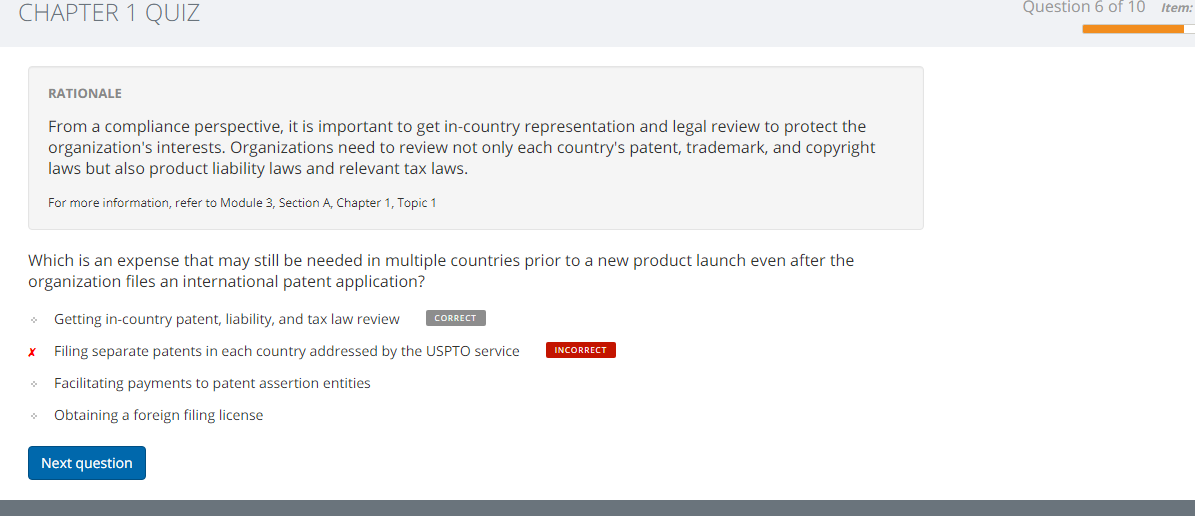 CHAPTER 1 QUIZ
Question 6 of 10 Item:
RATIONALE
From a compliance perspective, it is important to get in-country representation and legal review to protect the
organization's interests. Organizations need to review not only each country's patent, trademark, and copyright
laws but also product liability laws and relevant tax laws.
For more information, refer to Module 3, Section A, Chapter 1, Topic 1
Which is an expense that may still be needed in multiple countries prior to a new product launch even after the
organization files an international patent application?
Getting in-country patent, liability, and tax law review CORRECT
✗ Filing separate patents in each country addressed by the USPTO service INCORRECT
Facilitating payments to patent assertion entities
Obtaining a foreign filing license
Next question